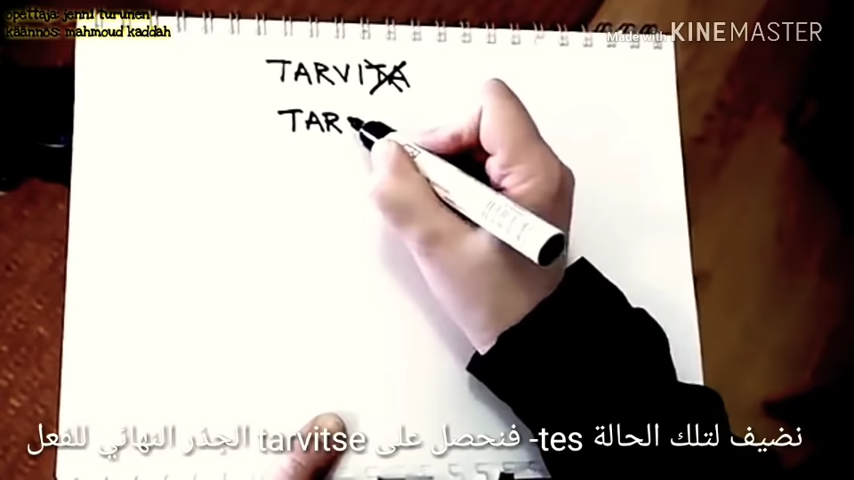 opettaja: jenni turunen
käännös: mahmoud kaddah
Made with KINEMASTER
TARVITA
TAR
نضيف لتلك الحالة tes- فنحصل على tarvitse الجذر النهائي للفعل